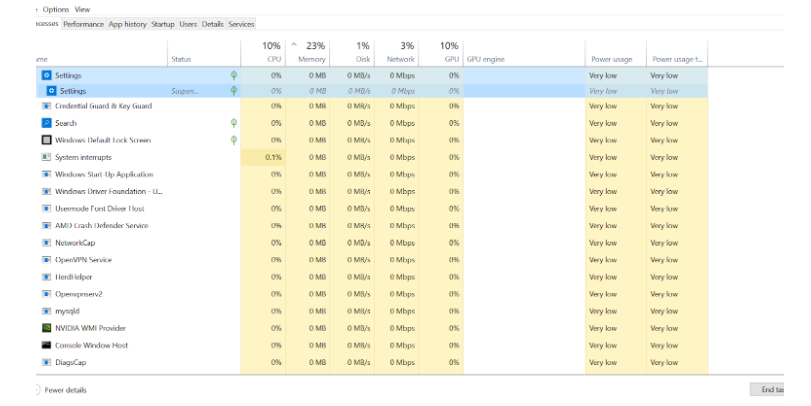 Options View
Performance App history Startup Users Details Services
10% 23% 1% 3% 10%
Status CPU Memory Disk Network GPU GPU engine Power usage Power usage t...
Settings 0% 0 MB 0 MB/s 0 Mbps 0% Very low Very low
Settings Suspen... 0% 0 MB 0 MB/s 0 Mbps 0% Very low Very low
Credential Guard & Key Guard 0% 0 MB 0 MB/s 0 Mbps 0% Very low Very low
Search 0% 0 MB 0 MB/s 0 Mbps 0% Very low Very low
Windows Default Lock Screen 0% 0 MB 0 MB/s 0 Mbps 0% Very low Very low
System interrupts 0.1% 0 MB 0 MB/s 0 Mbps 0% Very low Very low
Windows Start-Up Application 0% 0 MB 0 MB/s 0 Mbps 0% Very low Very low
Windows Driver Foundation - U... 0% 0 MB 0 MB/s 0 Mbps 0% Very low Very low
Usermode Font Driver Host 0% 0 MB 0 MB/s 0 Mbps 0% Very low Very low
AMD Crash Defender Service 0% 0 MB 0 MB/s 0 Mbps 0% Very low Very low
NetworkCap 0% 0 MB 0 MB/s 0 Mbps 0% Very low Very low
OpenVPN Service 0% 0 MB 0 MB/s 0 Mbps 0% Very low Very low
HerdHelper 0% 0 MB 0 MB/s 0 Mbps 0% Very low Very low
Openvpnserv2 0% 0 MB 0 MB/s 0 Mbps 0% Very low Very low
mysqld 0% 0 MB 0 MB/s 0 Mbps 0% Very low Very low
NVIDIA WMI Provider 0% 0 MB 0 MB/s 0 Mbps 0% Very low Very low
Console Window Host 0% 0 MB 0 MB/s 0 Mbps 0% Very low Very low
DiagsCap 0% 0 MB 0 MB/s 0 Mbps 0% Very low Very low
Fewer details End tas